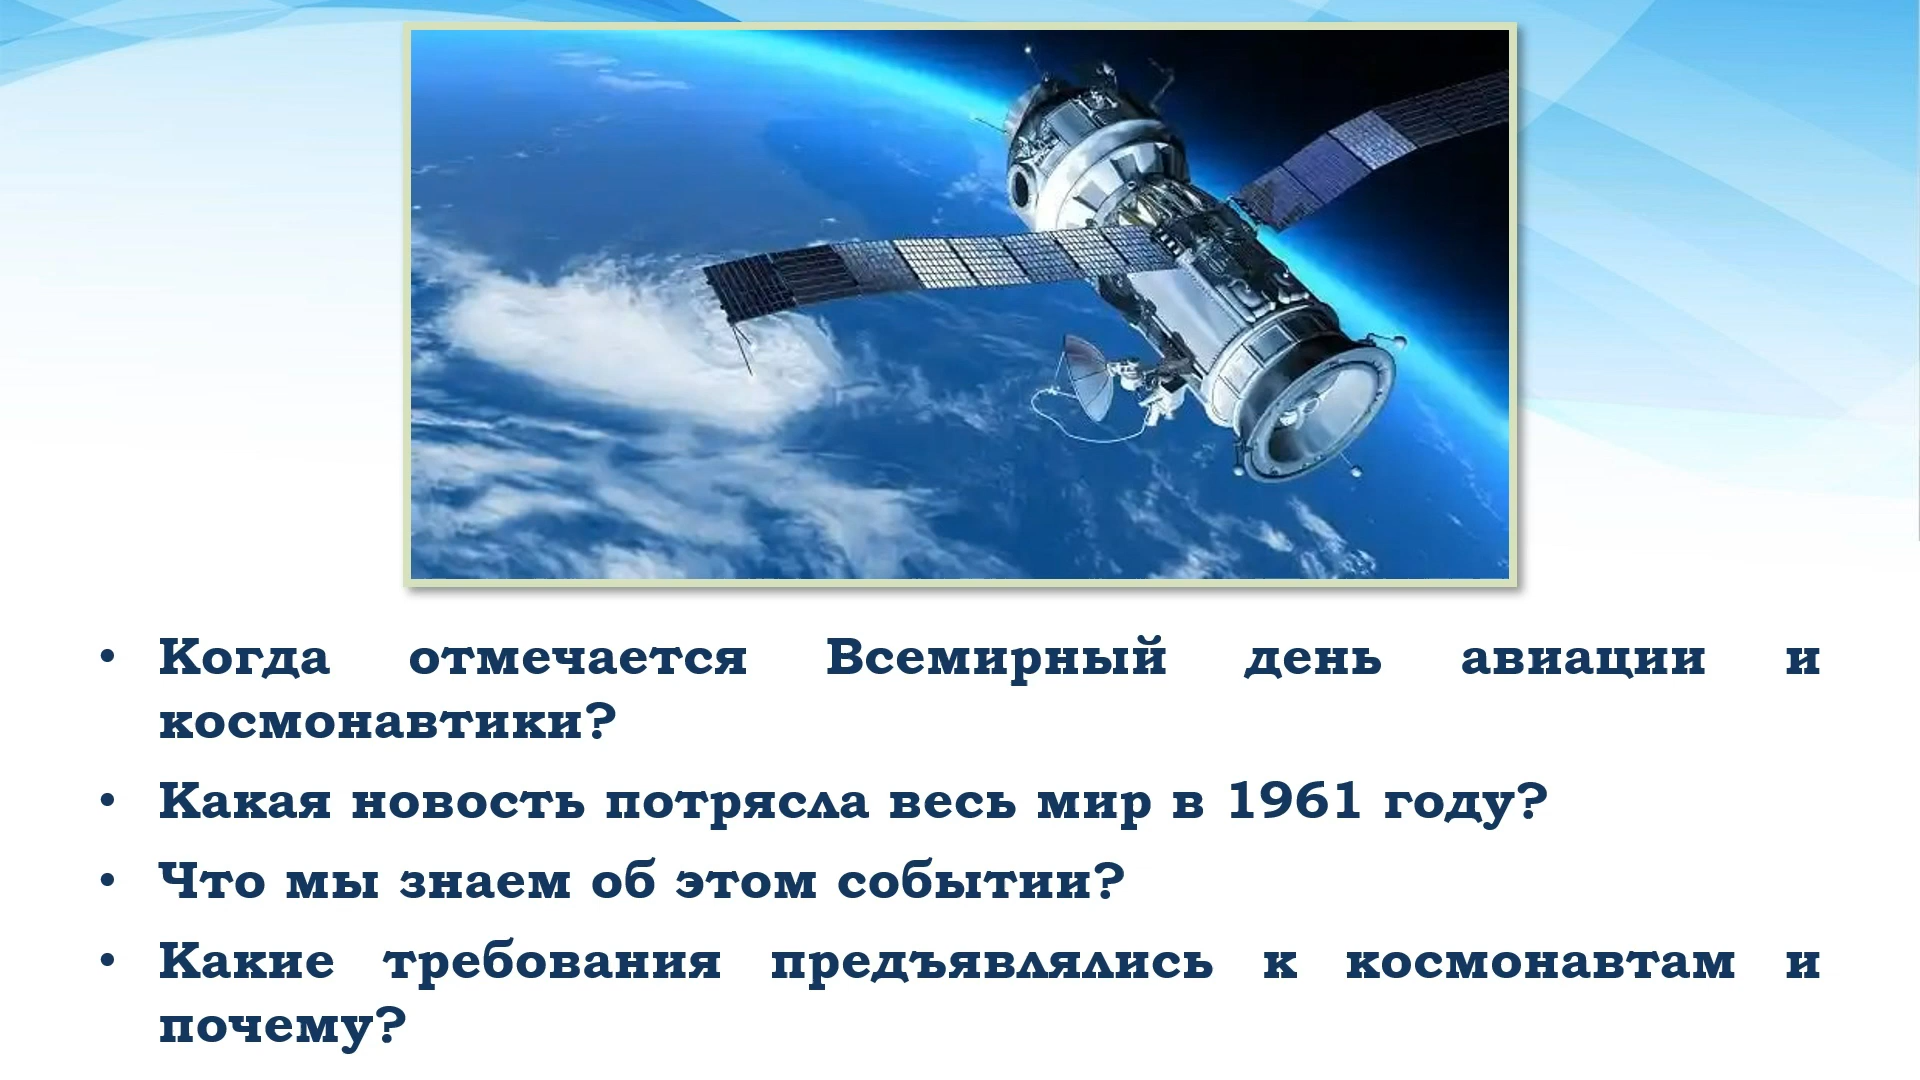 • Когда отмечается Всемирный день авиации и
космонавтики?
• Какая новость потрясла весь мир в 1961 году?
• Что мы знаем об этом событии?
• Какие требования предъявлялись к космонавтам и
почему?